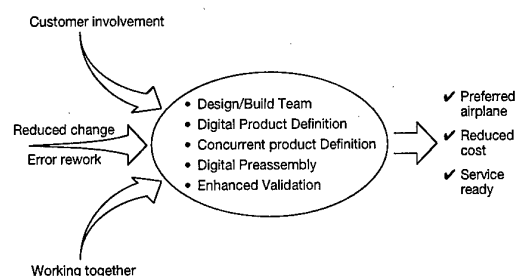 Customer involvement
Reduced change
Error rework
Working together
• Design/Build Team
• Digital Product Definition
• Concurrent product Definition
• Digital Preassembly
• Enhanced Validation
✔ Preferred
airplane
✔ Reduced
cost
✔ Service
ready